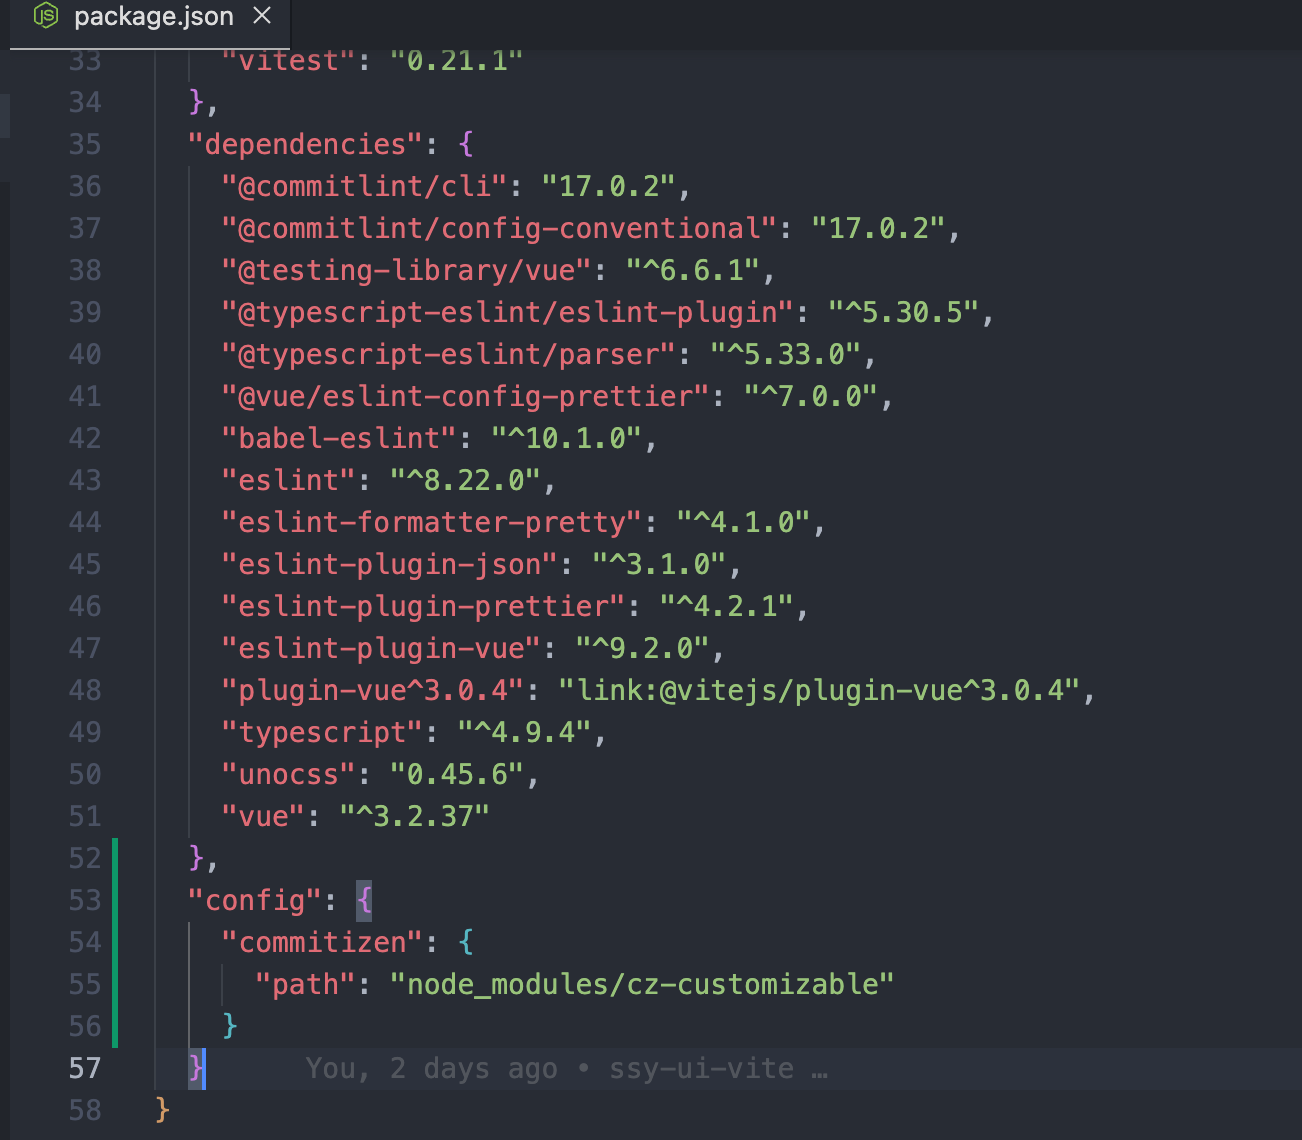 package.json
33 "vitest": "0.21.1"
34 },
35 "dependencies": {
36 "@commitlint/cli": "17.0.2",
37 "@commitlint/config-conventional": "17.0.2",
38 "@testing-library/vue": "^6.6.1",
39 "@typescript-eslint/eslint-plugin": "^5.30.5",
40 "@typescript-eslint/parser": "^5.33.0",
41 "@vue/eslint-config-prettier": "^7.0.0",
42 "babel-eslint": "^10.1.0",
43 "eslint": "^8.22.0",
44 "eslint-formatter-pretty": "^4.1.0",
45 "eslint-plugin-json": "^3.1.0",
46 "eslint-plugin-prettier": "^4.2.1",
47 "eslint-plugin-vue": "^9.2.0",
48 "plugin-vue^3.0.4": "link:@vitejs/plugin-vue^3.0.4",
49 "typescript": "^4.9.4",
50 "unocss": "0.45.6",
51 "vue": "^3.2.37"
52 },
53 "config": {
54 "commitizen": {
55 "path": "node_modules/cz-customizable"
56 }
57 } You, 2 days ago • ssy-ui-vite …
58 }